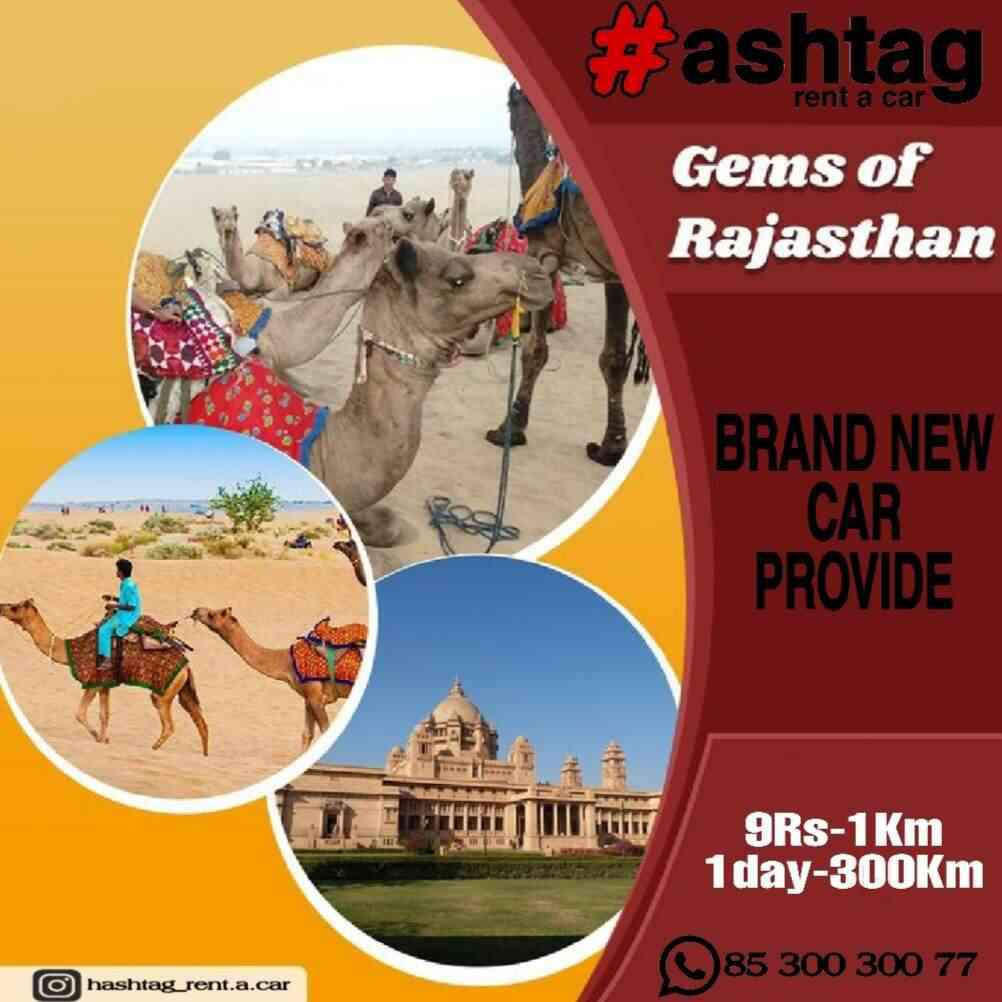 #ashtag
rent a car
Gems of
Rajasthan
BRAND NEW
CAR
PROVIDE
9Rs-1Km
1day-300Km
85 300 300 77
hashtag_rent.a.car